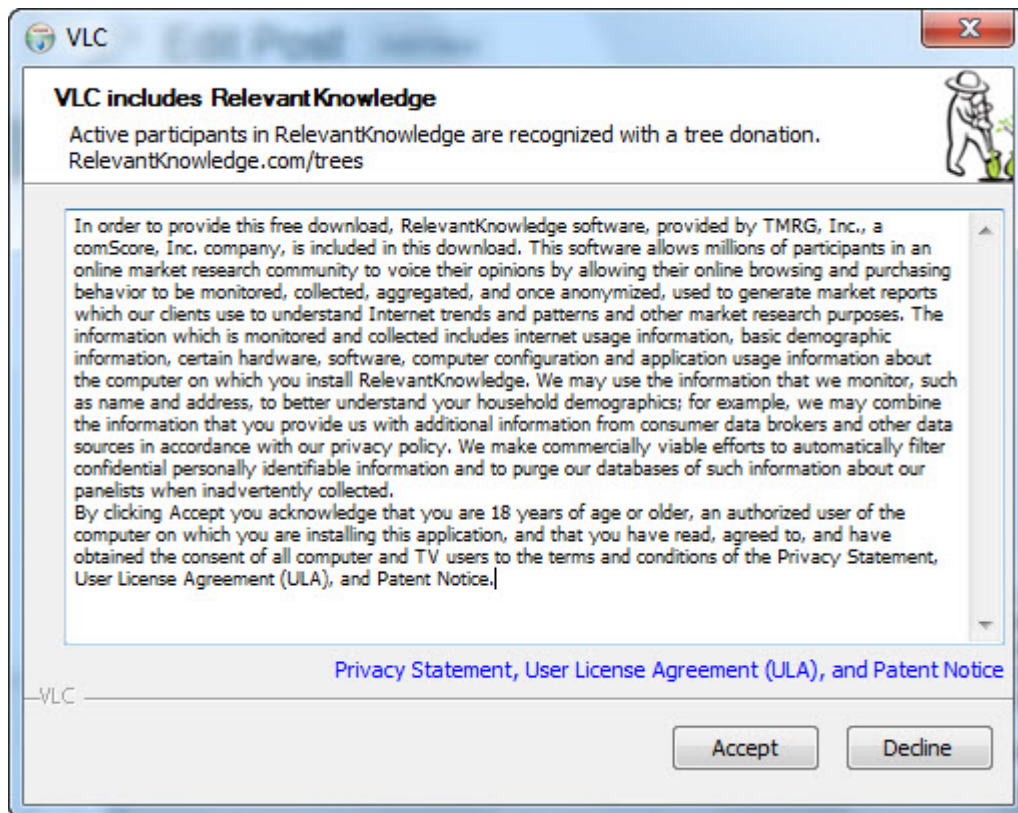 VLC
Edit Post
VLC includes RelevantKnowledge
Active participants in RelevantKnowledge are recognized with a tree donation.
RelevantKnowledge.com/trees
In order to provide this free download, RelevantKnowledge software, provided by TMRG, Inc., a
comScore, Inc. company, is included in this download. This software allows millions of participants in an
online market research community to voice their opinions by allowing their online browsing and purchasing
behavior to be monitored, collected, aggregated, and once anonymized, used to generate market reports
which our clients use to understand Internet trends and patterns and other market research purposes. The
information which is monitored and collected includes internet usage information, basic demographic
information, certain hardware, software, computer configuration and application usage information about
the computer on which you install RelevantKnowledge. We may use the information that we monitor, such
as name and address, to better understand your household demographics; for example, we may combine
the information that you provide us with additional information from consumer data brokers and other data
sources in accordance with our privacy policy. We make commercially viable efforts to automatically filter
confidential personally identifiable information and to purge our databases of such information about our
panelists when inadvertently collected.
By clicking Accept you acknowledge that you are 18 years of age or older, an authorized user of the
computer on which you are installing this application, and that you have read, agreed to, and have
obtained the consent of all computer and TV users to the terms and conditions of the Privacy Statement,
User License Agreement (ULA), and Patent Notice.
Privacy Statement, User License Agreement (ULA), and Patent Notice
VLC
Accept
Decline